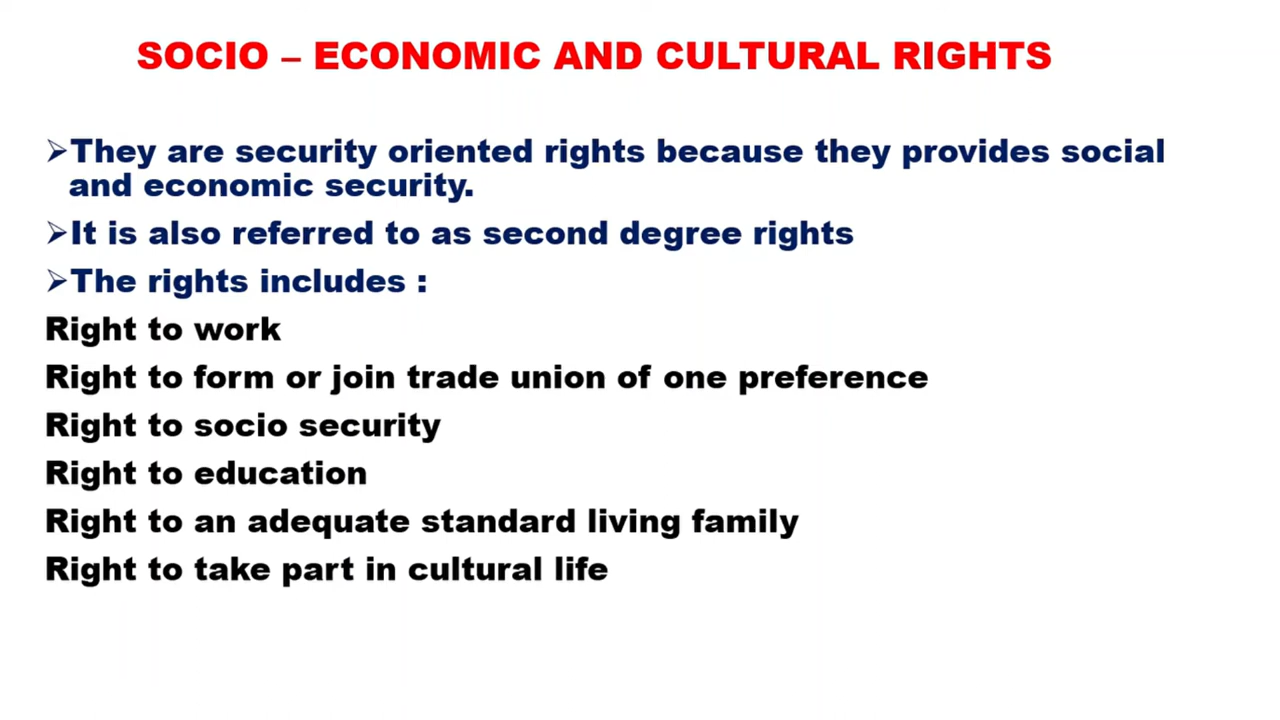 SOCIO – ECONOMIC AND CULTURAL RIGHTS
➢They are security oriented rights because they provides social
and economic security.
➢It is also referred to as second degree rights
➢The rights includes :
Right to work
Right to form or join trade union of one preference
Right to socio security
Right to education
Right to an adequate standard living family
Right to take part in cultural life